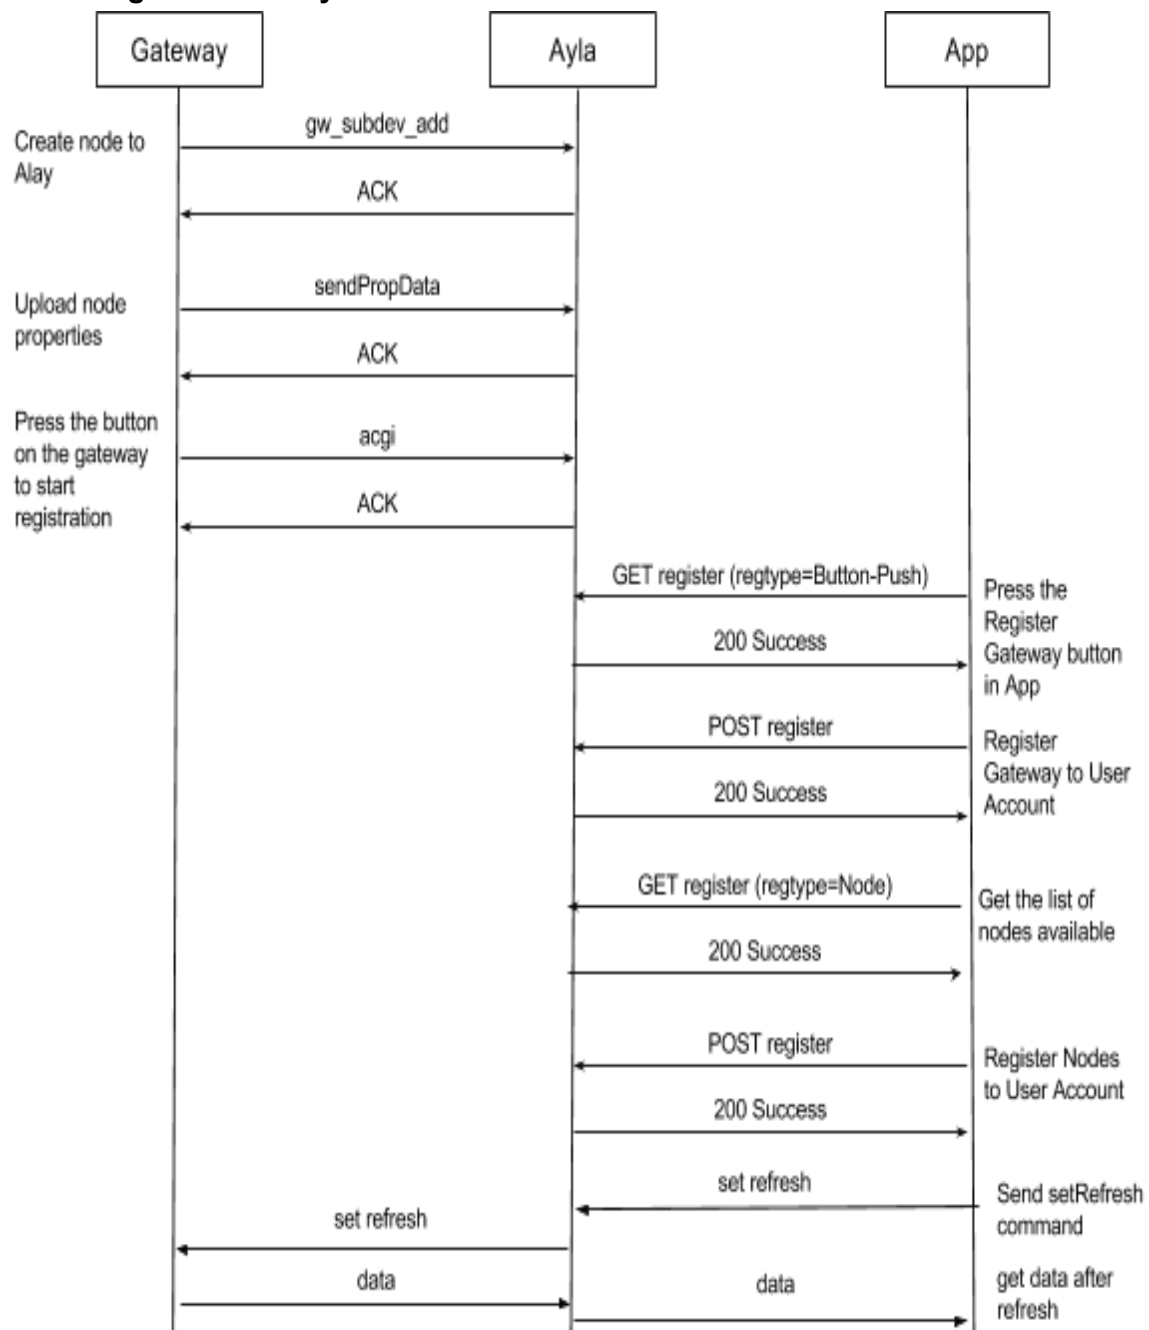 Gateway
Ayla
App
gw_subdev_add
Create node to
Alay
ACK
sendPropData
Upload node
properties
ACK
Press the button
on the gateway
to start
registration
acgi
ACK
GET register (regtype=Button-Push)
Press the
Register
Gateway button
in App
200 Success
POST register
Register
Gateway to User
Account
200 Success
GET register (regtype=Node)
Get the list of
nodes available
200 Success
POST register
Register Nodes
to User Account
200 Success
set refresh
Send setRefresh
command
set refresh
data
data
get data after
refresh